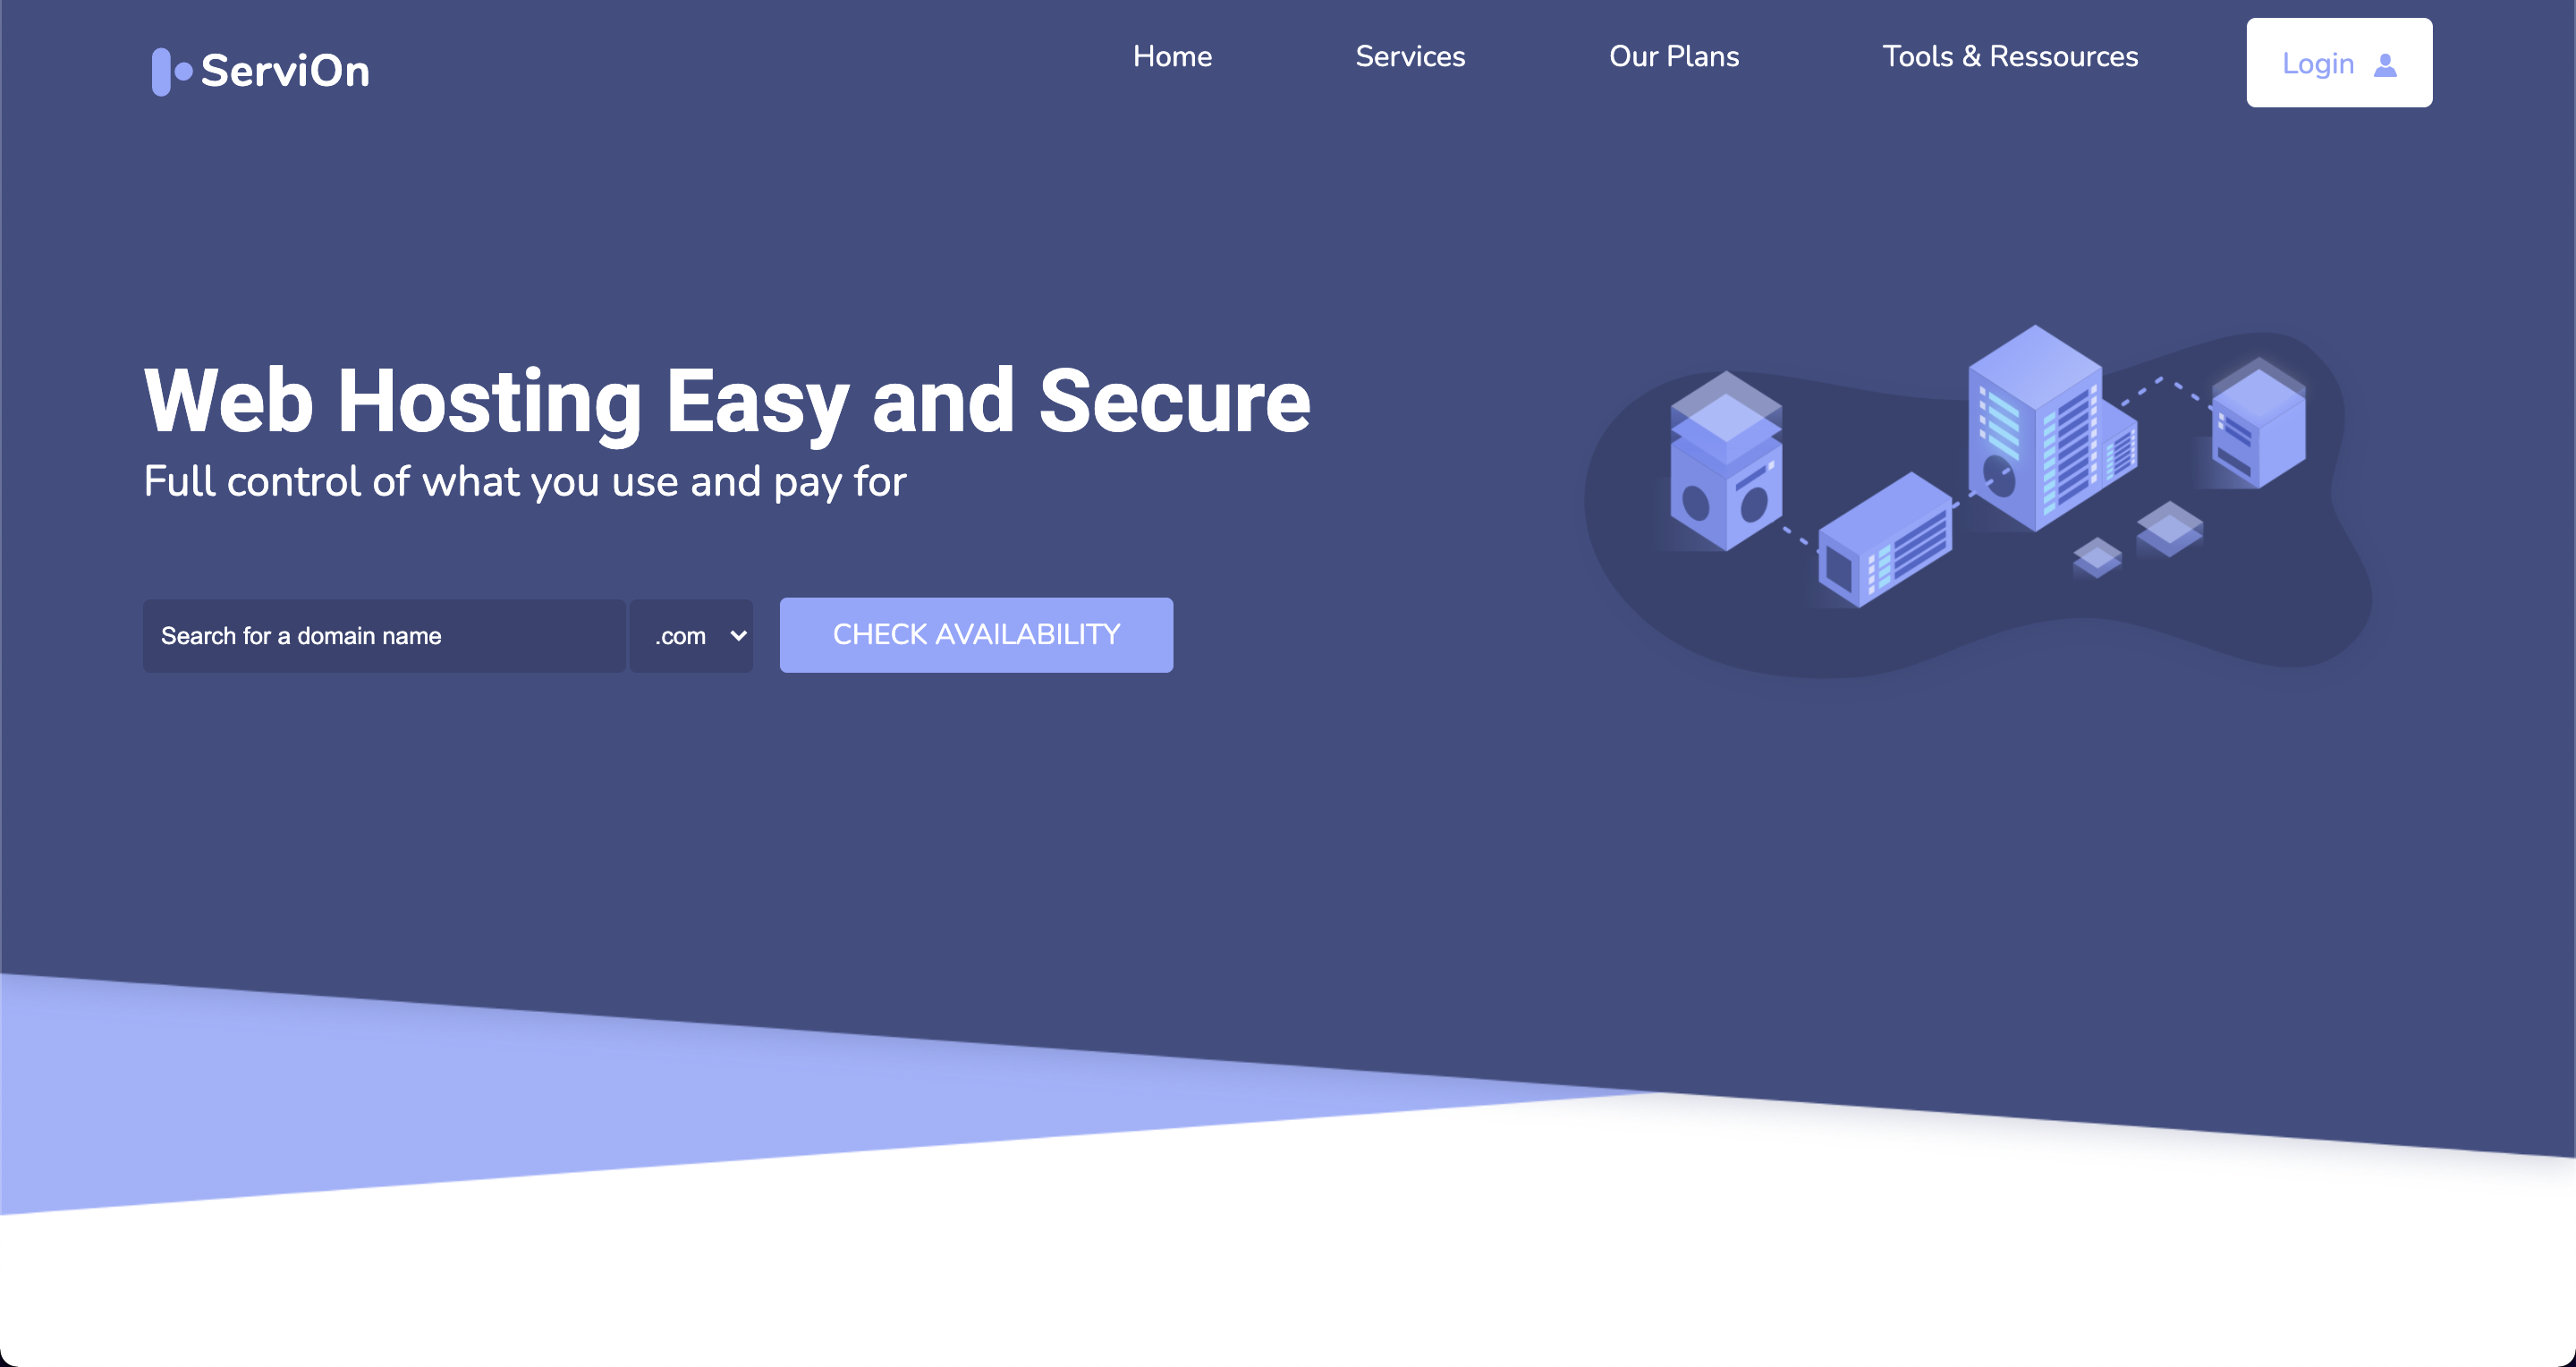 ServiOn
Home
Services
Our Plans
Tools & Ressources
Login
Web Hosting Easy and Secure
Full control of what you use and pay for
Search for a domain name
.com
CHECK AVAILABILITY